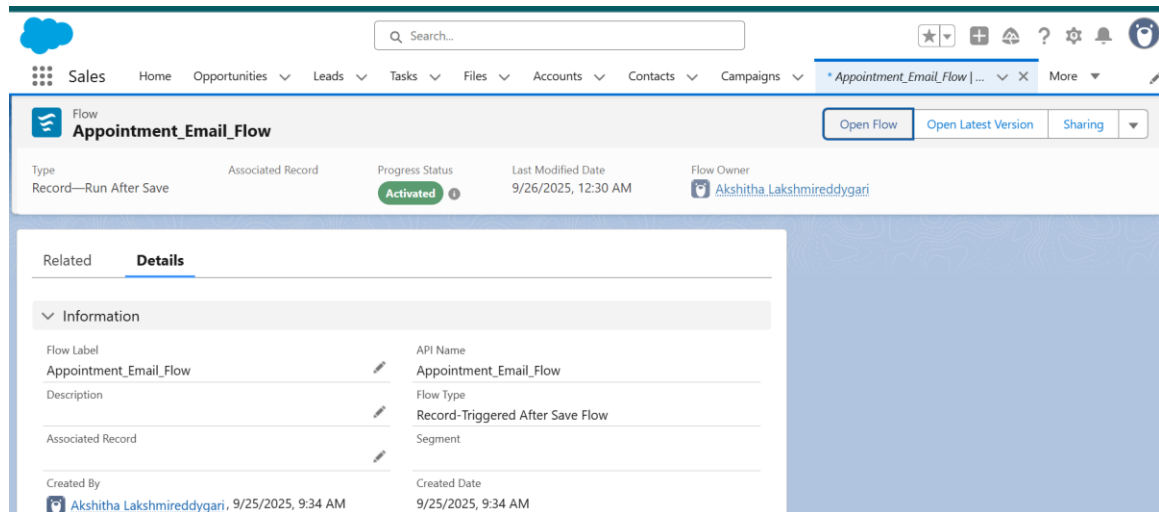 Search...
Sales Home Opportunities Leads Tasks Files Accounts Contacts Campaigns * Appointment_Email_Flow | ... More
Flow
Appointment_Email_Flow
Open Flow Open Latest Version Sharing
Type Associated Record Progress Status Last Modified Date Flow Owner
Record—Run After Save Activated 9/26/2025, 12:30 AM Akshitha Lakshmireddygari
Related Details
Information
Flow Label API Name
Appointment_Email_Flow Appointment_Email_Flow
Description Flow Type
Record-Triggered After Save Flow
Associated Record Segment
Created By Created Date
Akshitha Lakshmireddygari, 9/25/2025, 9:34 AM 9/25/2025, 9:34 AM